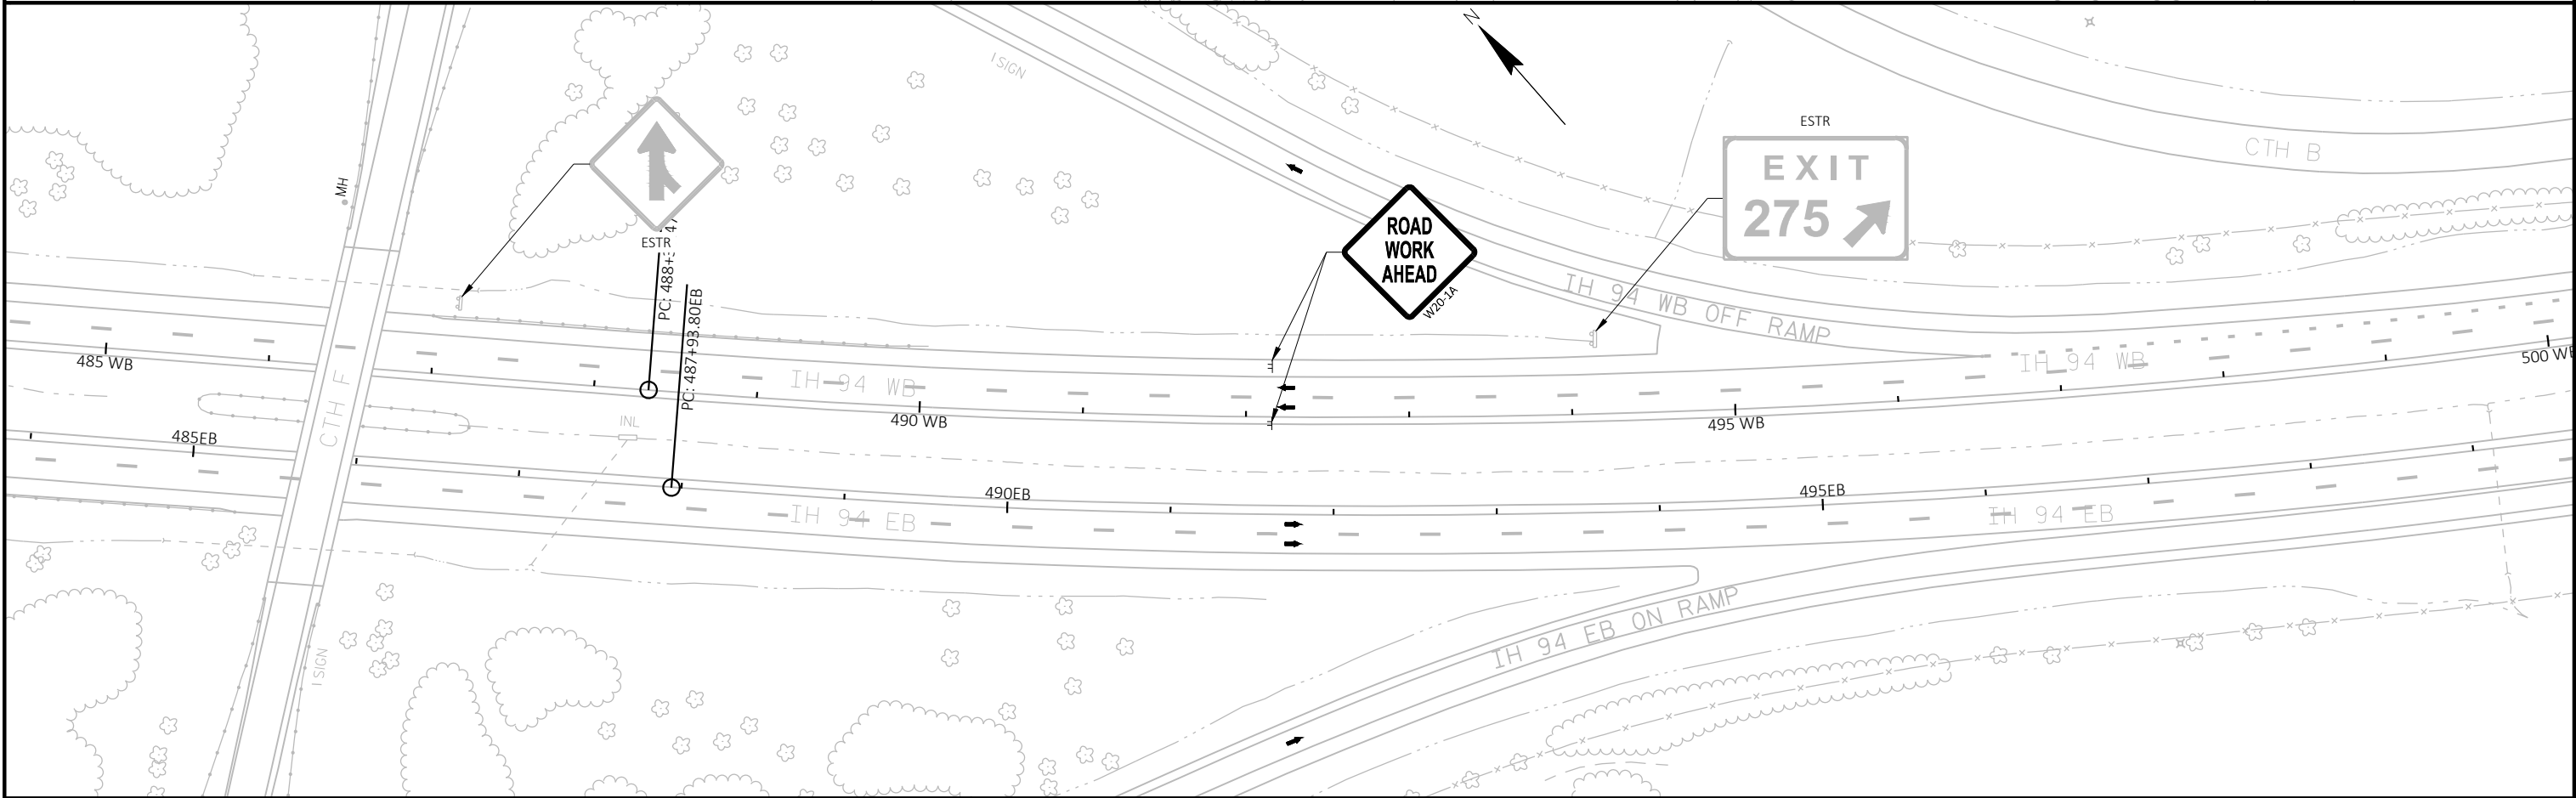 N
I SIGN
ESTR
EXIT
275
CTH B
MH
ESTR
PC: 488+
PC: 487+93.80EB
ROAD
WORK
AHEAD
W20-1A
IH 94 WB OFF RAMP
485 WB
IH 94 WB
490 WB
495 WB
IH 94 WB
500 WB
CTH F
INL
485EB
490EB
495EB
IH 94 EB
IH 94 EB
IH 94 EB ON RAMP
I SIGN